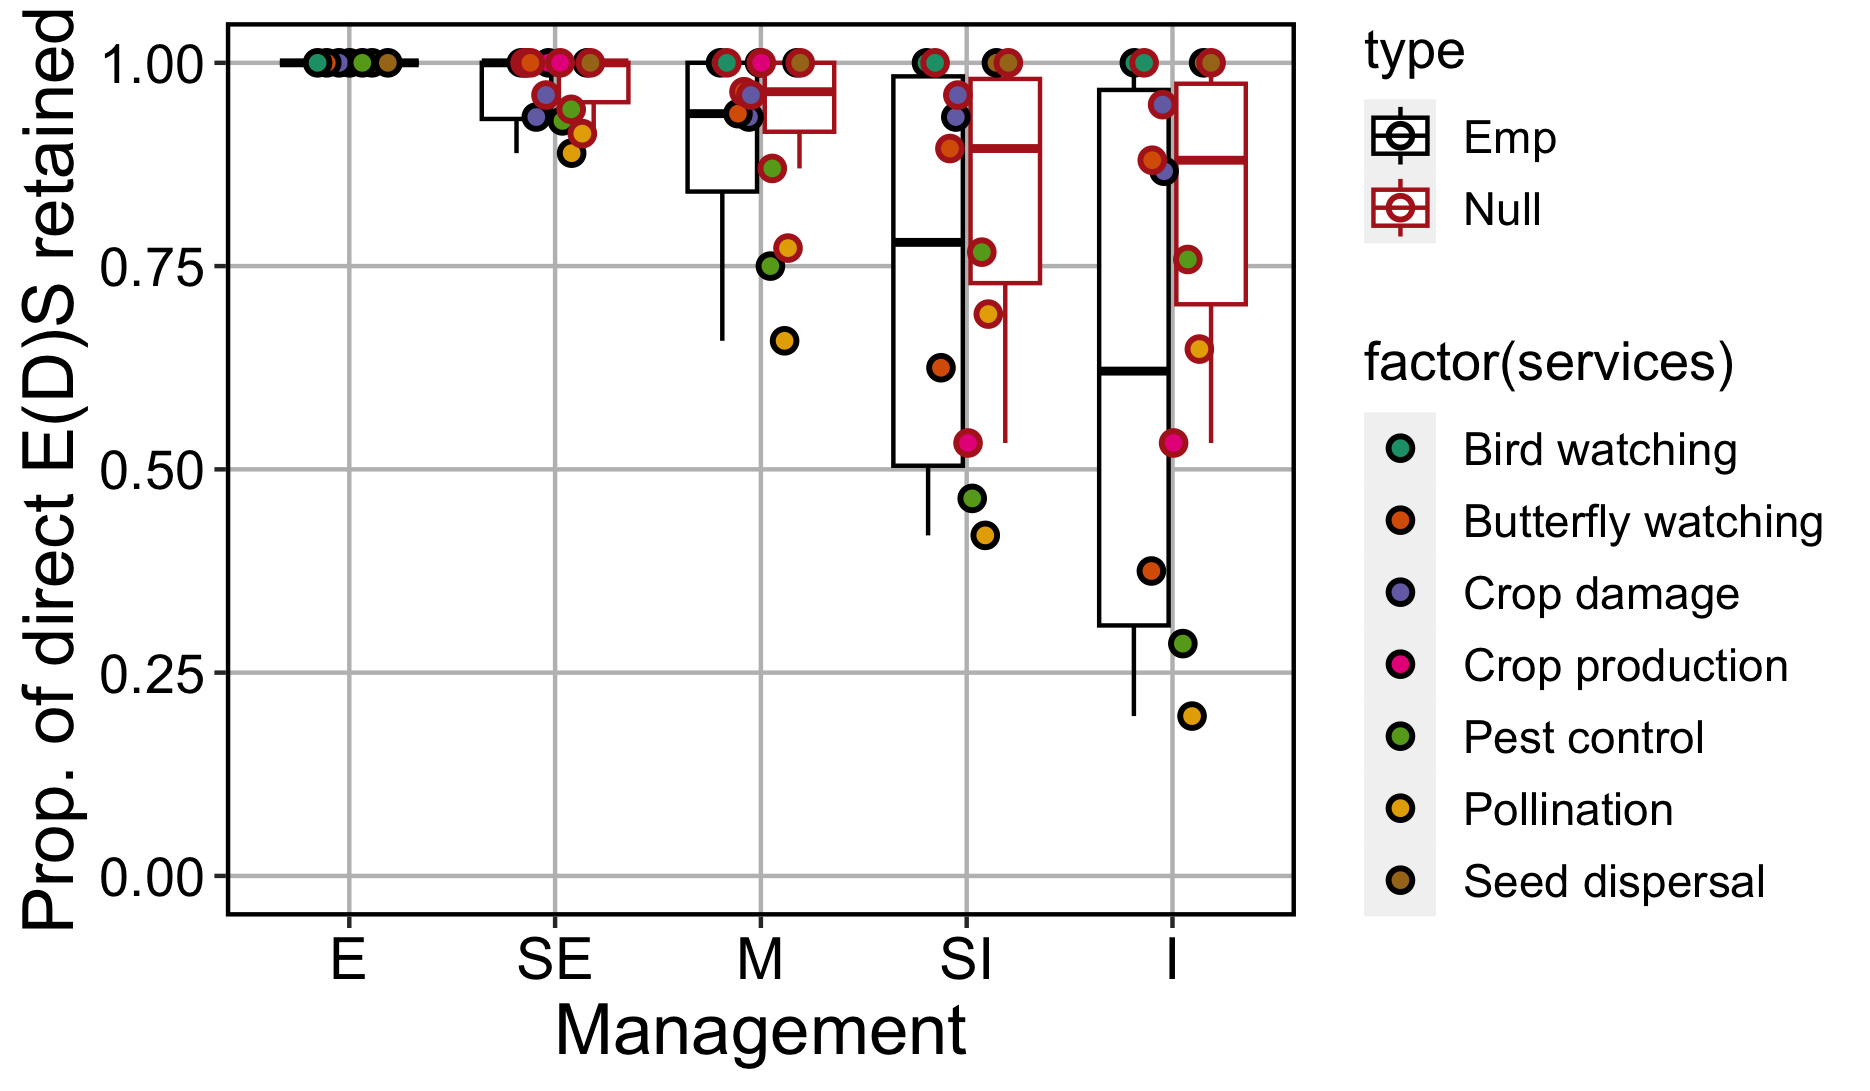 Prop. of direct E(D)S retained
1.00
0.75
0.50
0.25
0.00
E SE M SI I
Management
type
Emp
Null
factor(services)
Bird watching
Butterfly watching
Crop damage
Crop production
Pest control
Pollination
Seed dispersal